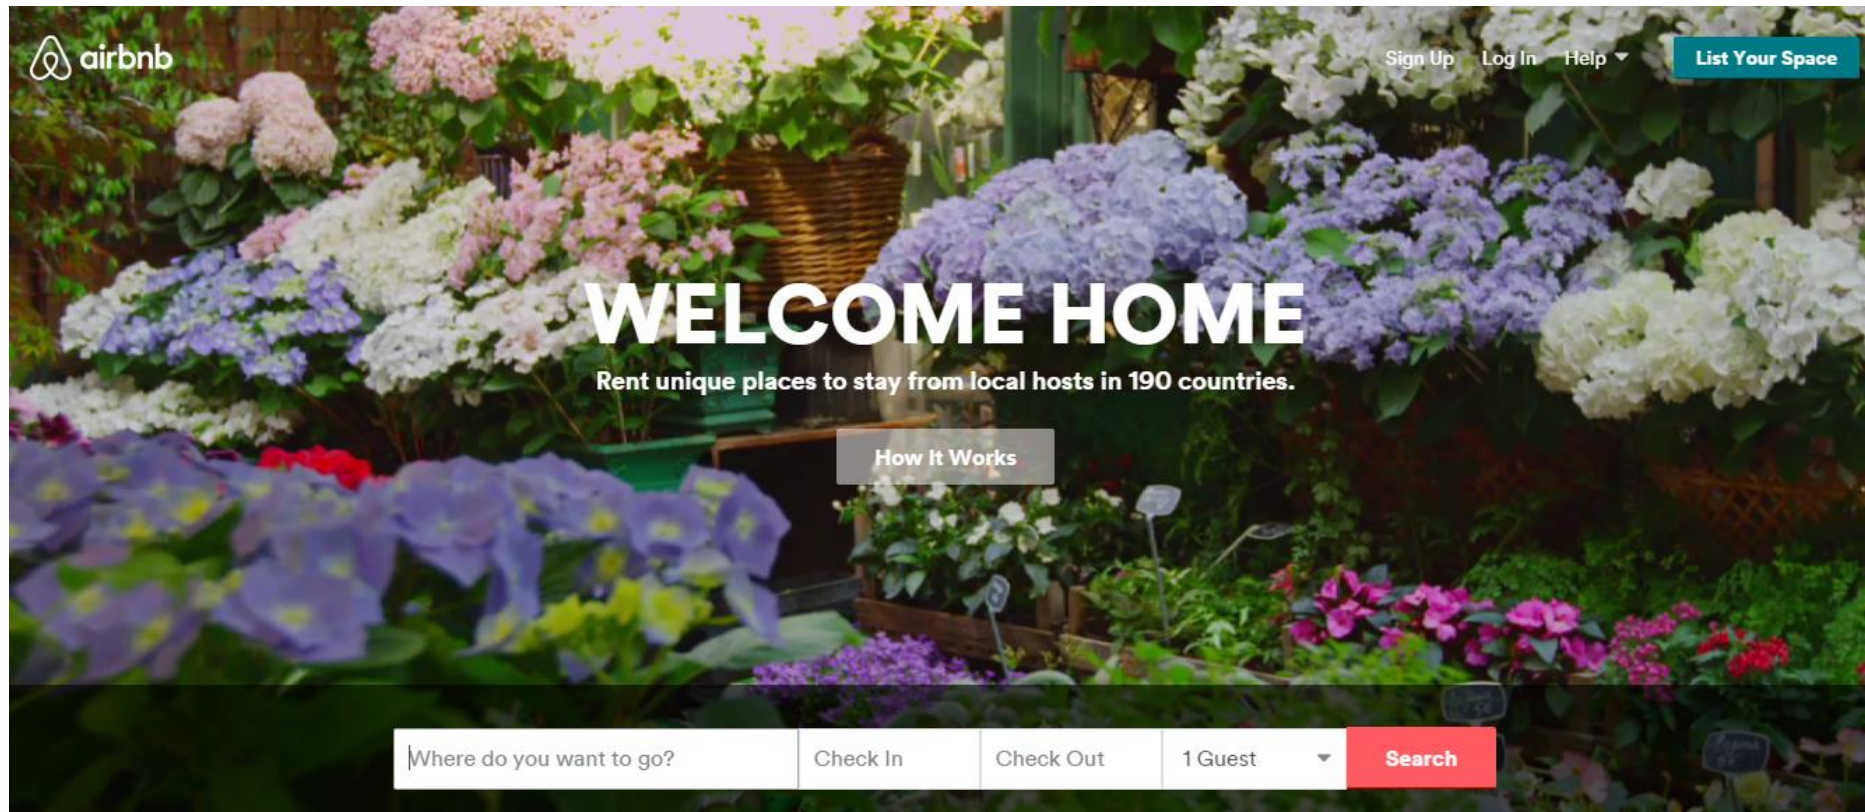 airbnb
Sign Up Log In Help List Your Space
WELCOME HOME
Rent unique places to stay from local hosts in 190 countries.
How It Works
Where do you want to go? Check In Check Out 1 Guest Search